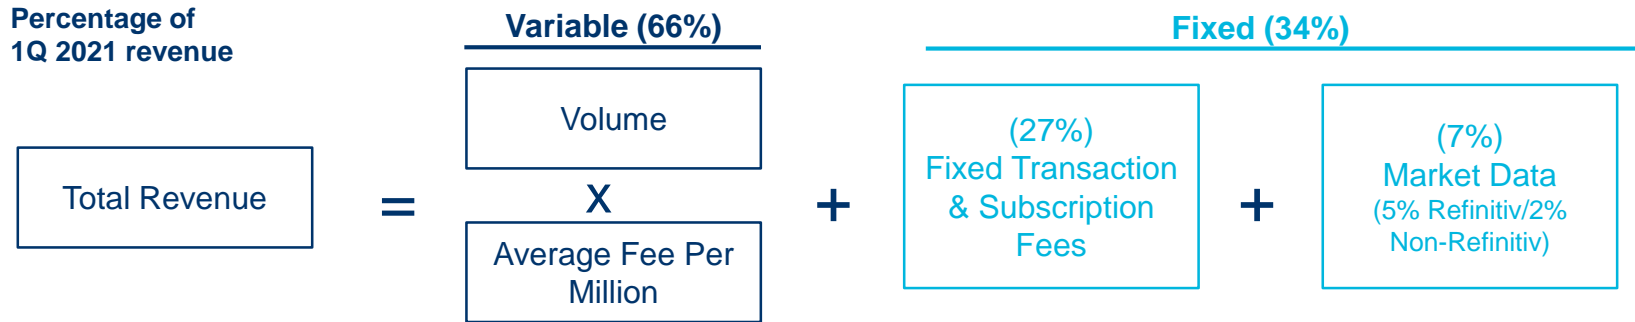 Percentage of
1Q 2021 revenue
Variable (66%)
Fixed (34%)
Total Revenue
=
Volume
X
Average Fee Per
Million
+
(27%)
Fixed Transaction
& Subscription
Fees
+
(7%)
Market Data
(5% Refinitiv/2%
Non-Refinitiv)